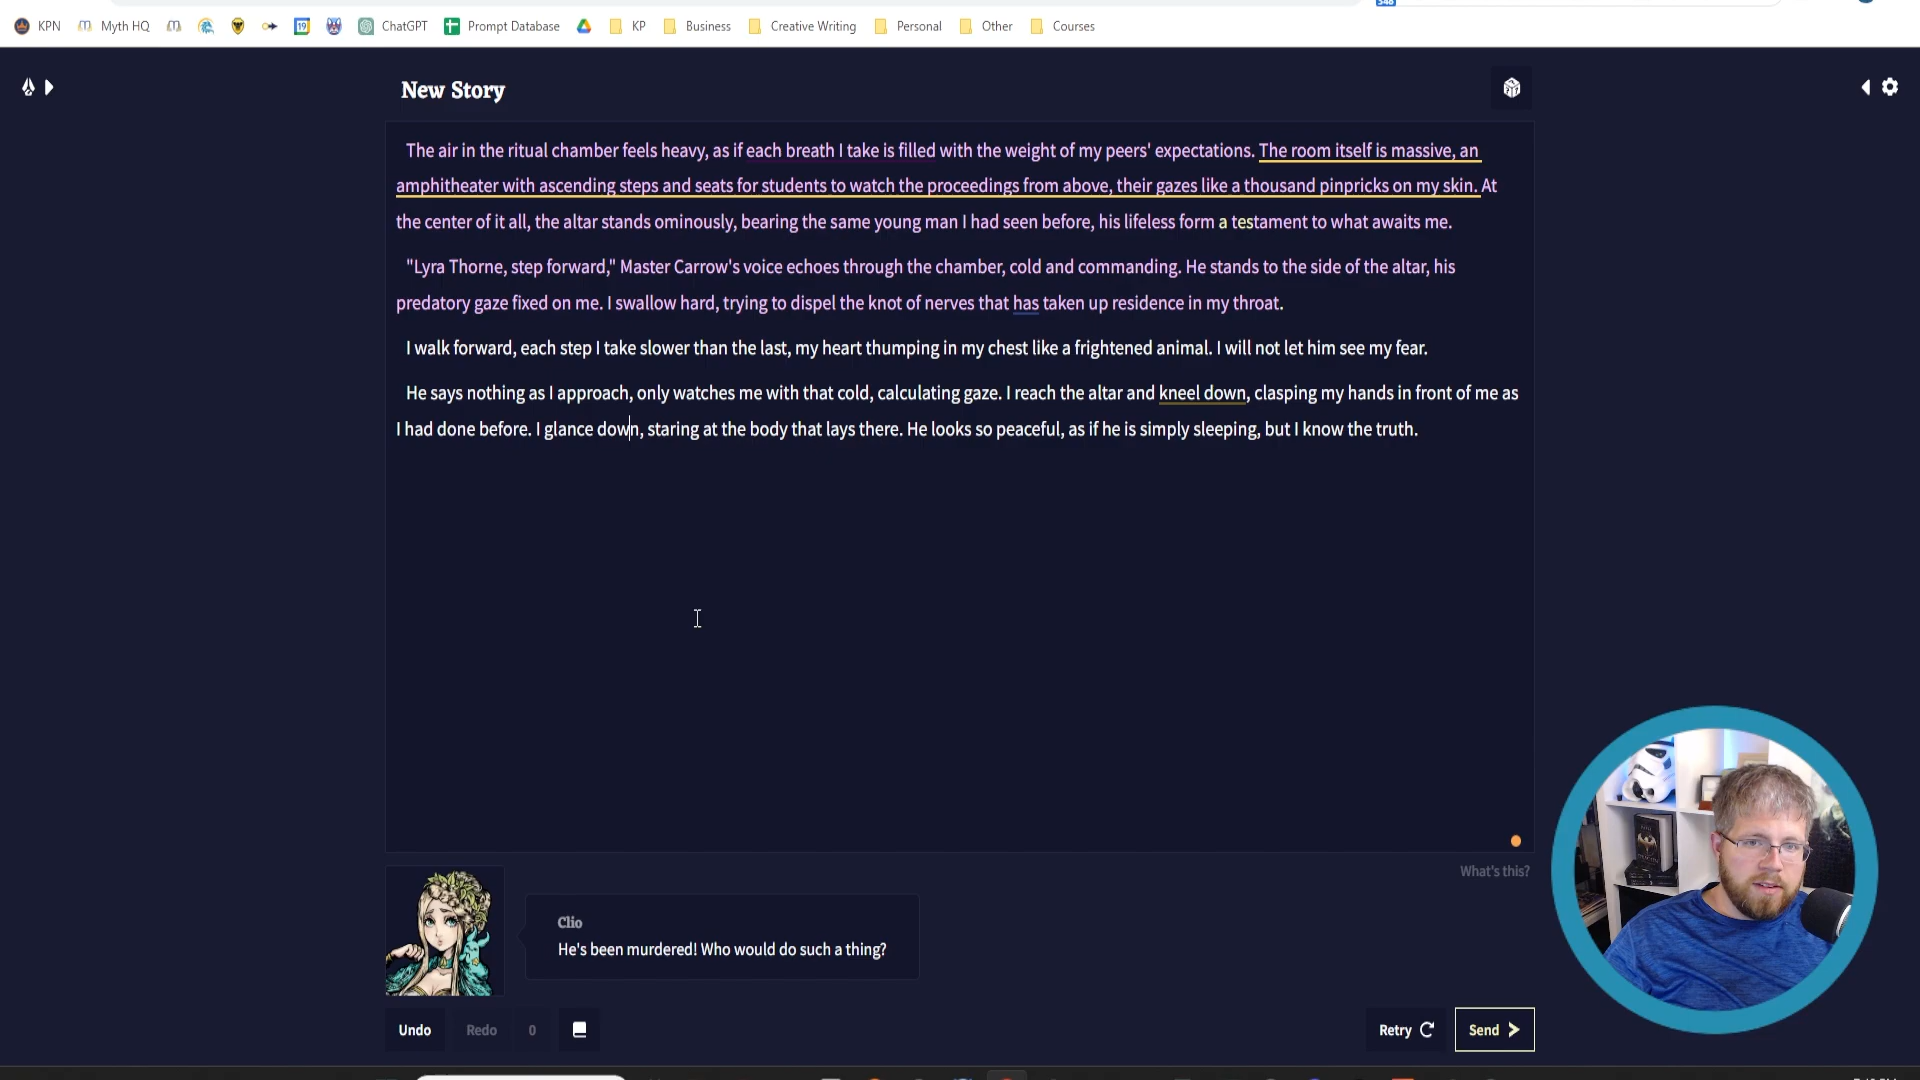 KPN Myth HQ 19 ChatGPT Prompt Database KP Business Creative Writing Personal Other Courses
New Story
The air in the ritual chamber feels heavy, as if each breath I take is filled with the weight of my peers' expectations. The room itself is massive, an
amphitheater with ascending steps and seats for students to watch the proceedings from above, their gazes like a thousand pinpricks on my skin. At
the center of it all, the altar stands ominously, bearing the same young man I had seen before, his lifeless form a testament to what awaits me.
"Lyra Thorne, step forward," Master Carrow's voice echoes through the chamber, cold and commanding. He stands to the side of the altar, his
predatory gaze fixed on me. I swallow hard, trying to dispel the knot of nerves that has taken up residence in my throat.
I walk forward, each step I take slower than the last, my heart thumping in my chest like a frightened animal. I will not let him see my fear.
He says nothing as I approach, only watches me with that cold, calculating gaze. I reach the altar and kneel down, clasping my hands in front of me as
I had done before. I glance down, staring at the body that lays there. He looks so peaceful, as if he is simply sleeping, but I know the truth.
What's this?
Clio
He's been murdered! Who would do such a thing?
Undo Redo 0 Retry Send